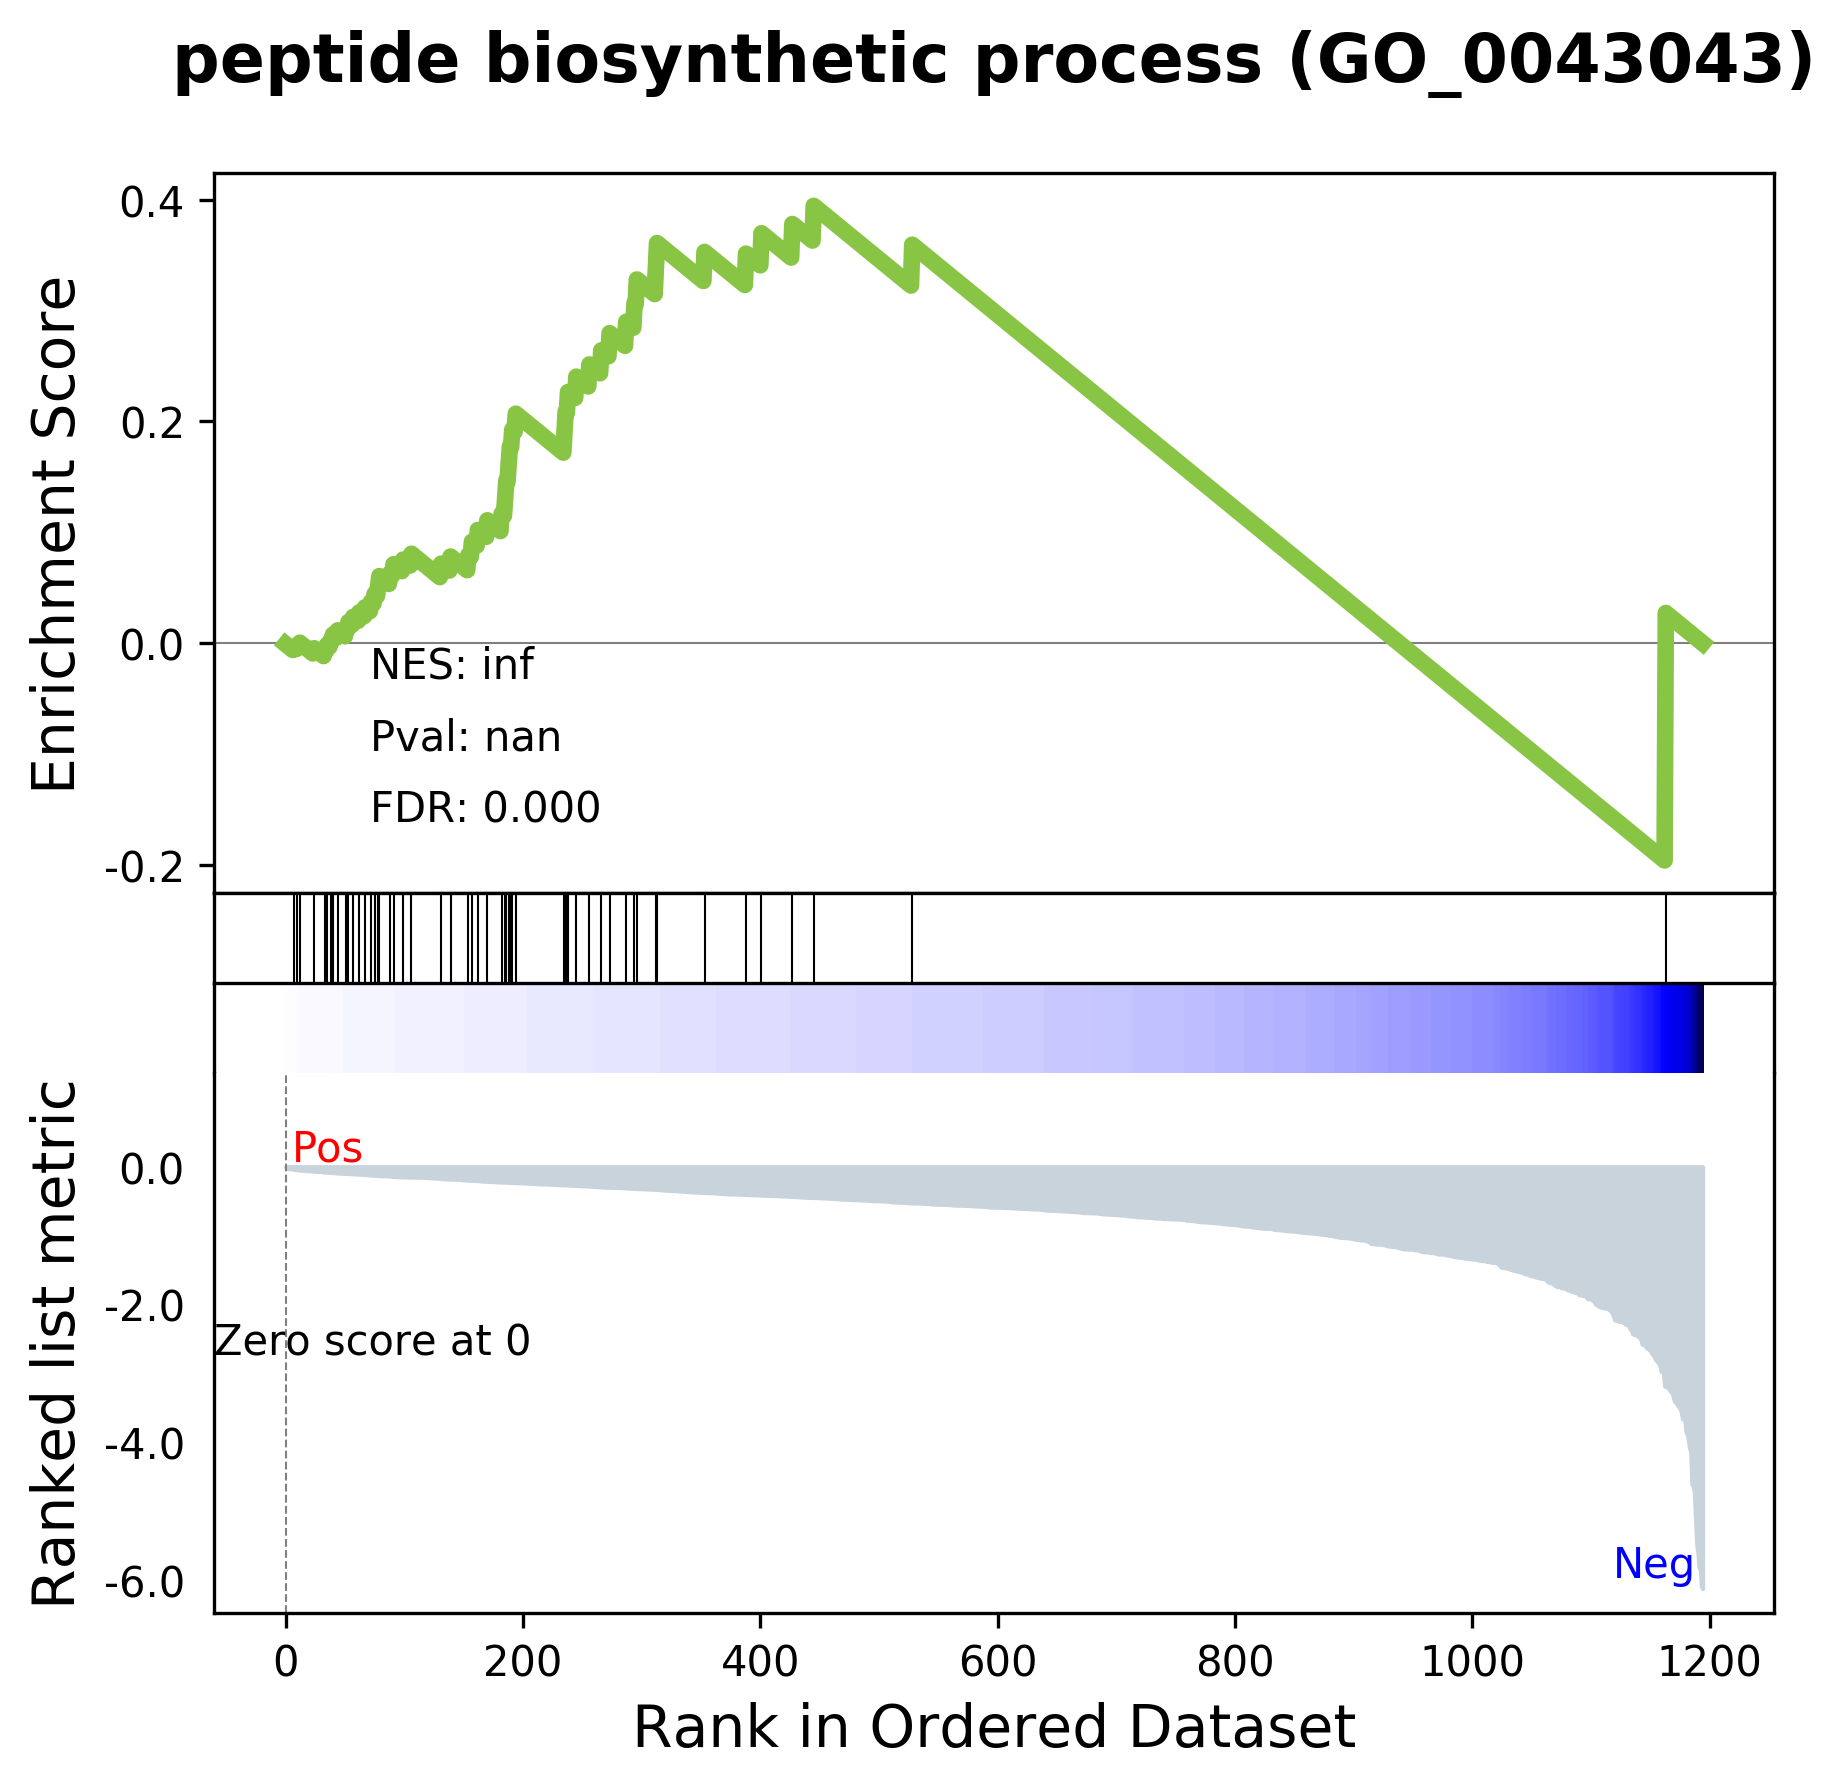 peptide biosynthetic process (GO_0043043)
Enrichment Score
0.4
0.2
0.0
-0.2
NES: inf
Pval: nan
FDR: 0.000
Ranked list metric
0.0
-2.0
-4.0
-6.0
Pos
Zero score at 0
Neg
0 200 400 600 800 1000 1200
Rank in Ordered Dataset